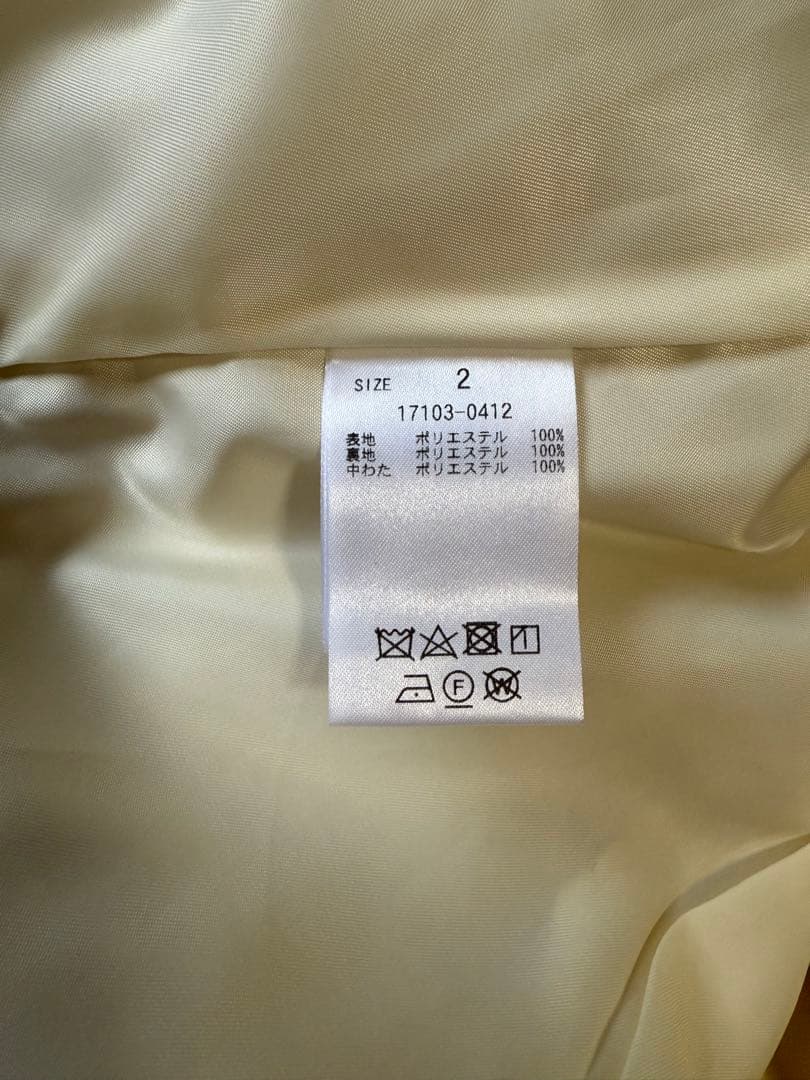 SIZE 2
17103-0412
表地 ポリエステル 100%
裏地 ポリエステル 100%
中わた ポリエステル 100%
F
W